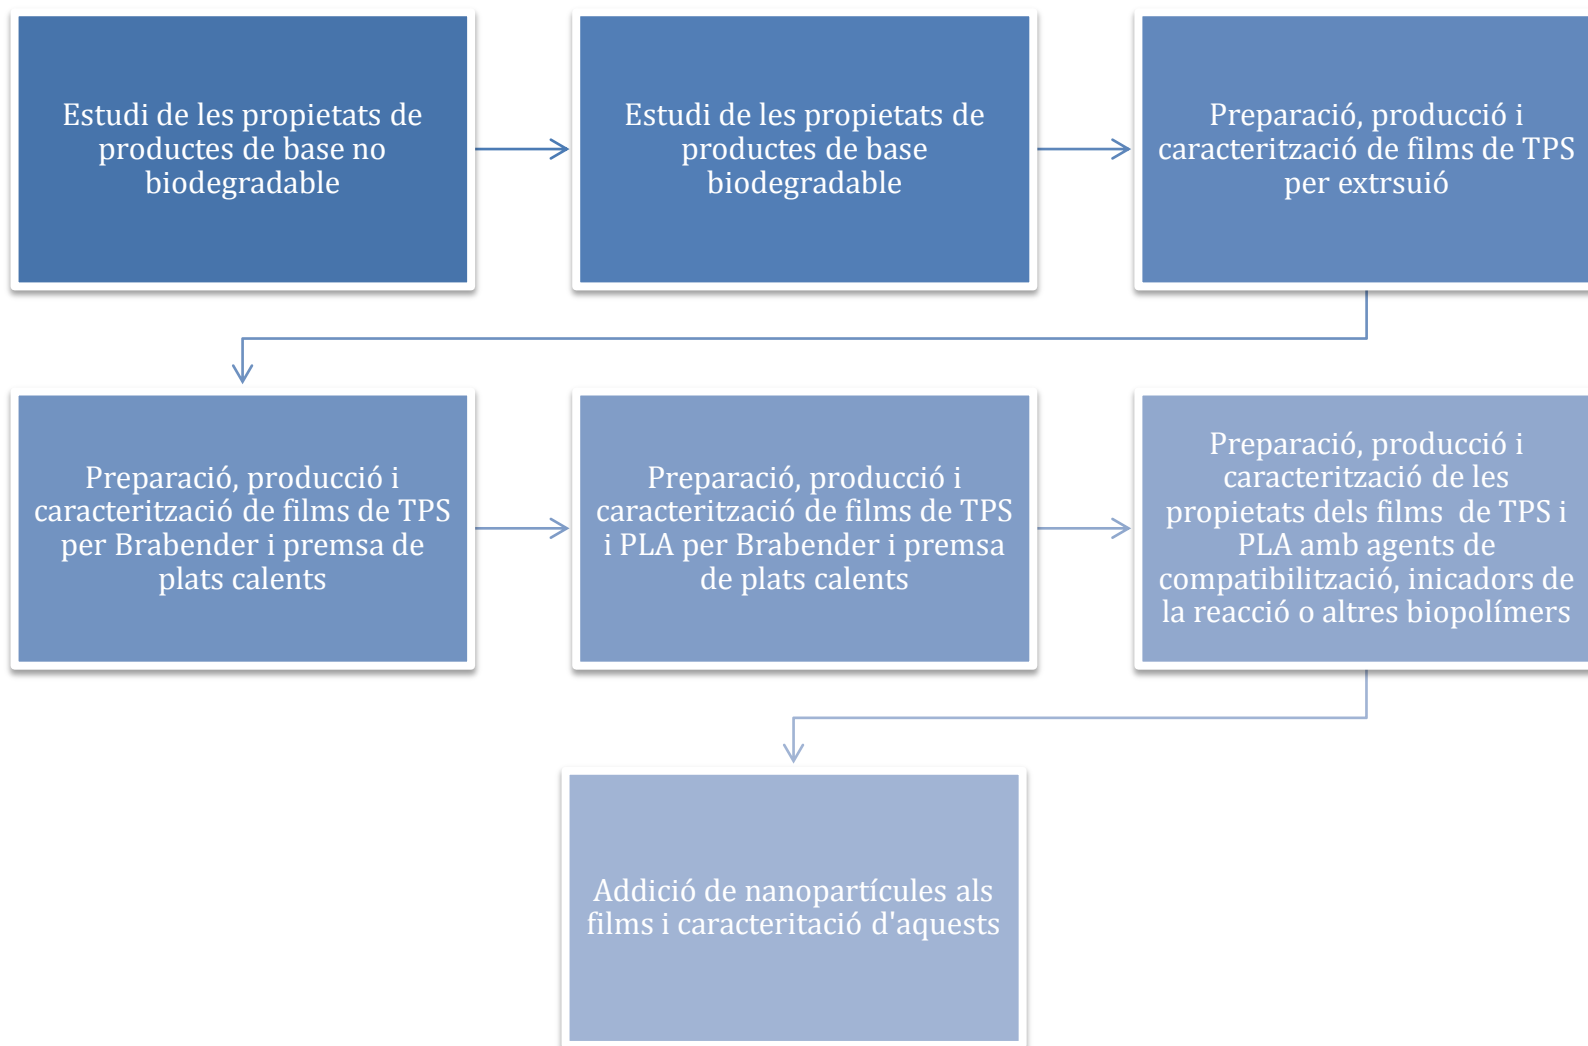 Estudi de les propietats de
productes de base no
biodegradable
Estudi de les propietats de
productes de base
biodegradable
Preparació, producció i
caracterització de films de TPS
per extrsuió
Preparació, producció i
caracterització de films de TPS
per Brabender i premsa de
plats calents
Preparació, producció i
caracterització de films de TPS
i PLA per Brabender i premsa
de plats calents
Preparació, producció i
caracterització de les
propietats dels films  de TPS i
PLA amb agents de
compatibilització, inicadors de
la reacció o altres biopolímers
Addició de nanopartícules als
films i caracteritació d'aquests